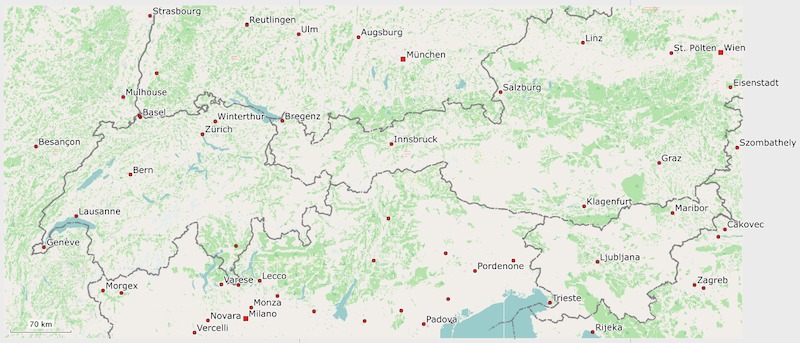 Strasbourg
Reutlingen
Ulm
Augsburg
Linz
München
St. Pölten
Wien
Eisenstadt
Salzburg
Mulhouse
Basel
Winterthur
Bregenz
Zürich
Innsbruck
Besançon
Szombathely
Graz
Bern
Klagenfurt
Maribor
Lausanne
Čakovec
Genève
Ljubljana
Pordenone
Varese
Lecco
Zagreb
Morgex
Trieste
Monza
Novara
Milano
Padova
Vercelli
Rijeka
70 km